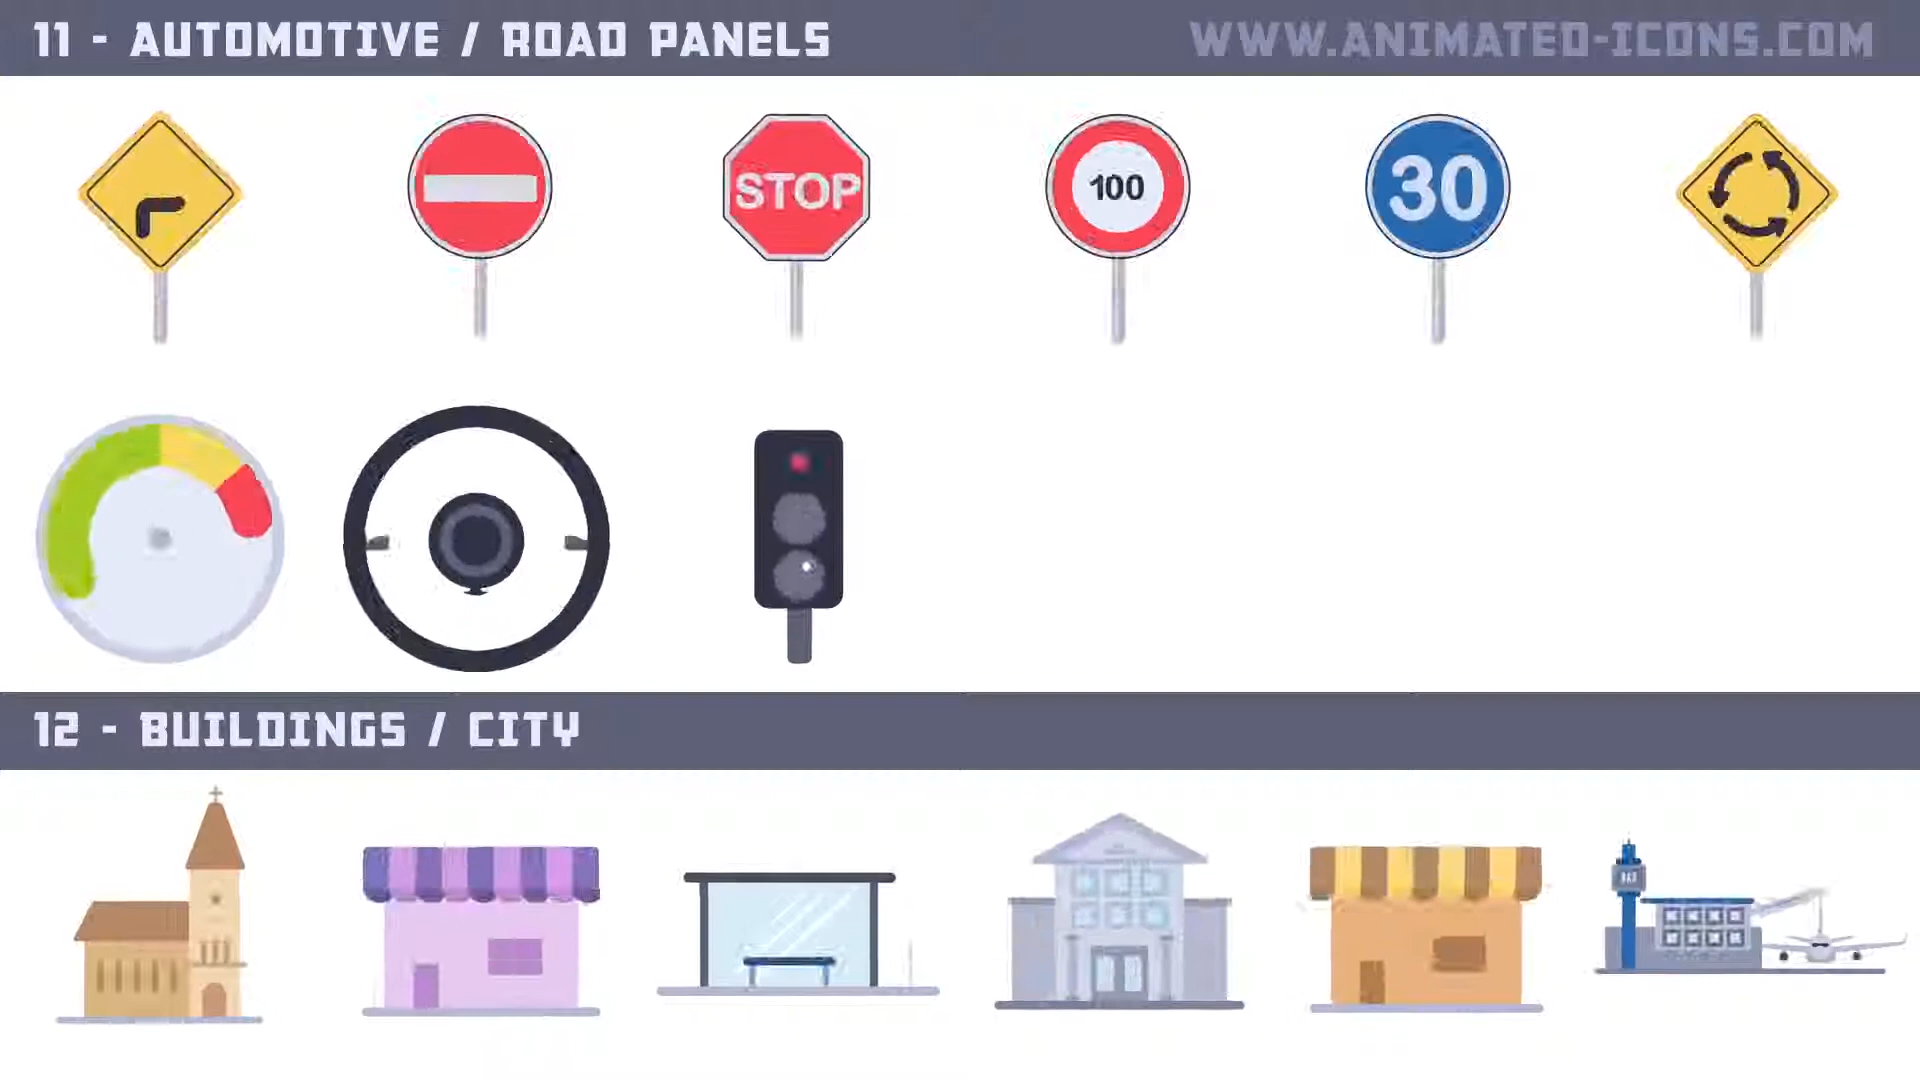 11 - AUTOMOTIVE / ROAD PANELS
WWW.ANIMATED-ICONS.COM
STOP
100
30
12 - BUILDINGS / CITY